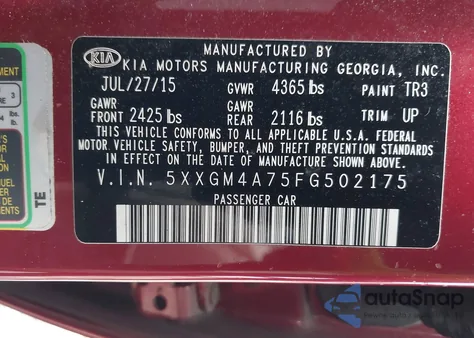 MANUFACTURED BY
KIA
KIA MOTORS MANUFACTURING GEORGIA, INC.
JUL/27/15 GVWR 4365 lbs PAINT TR3
GAWR GAWR
FRONT 2425 lbs REAR 2116 lbs TRIM UP
THIS VEHICLE CONFORMS TO ALL APPLICABLE U.S.A. FEDERAL
MOTOR VEHICLE SAFETY, BUMPER, AND THEFT PREVENTION STANDARDS
IN EFFECT ON THE DATE OF MANUFACTURE SHOWN ABOVE.
V.I.N. 5XXGM4A75FG502175
PASSENGER CAR
TE
autoSnap